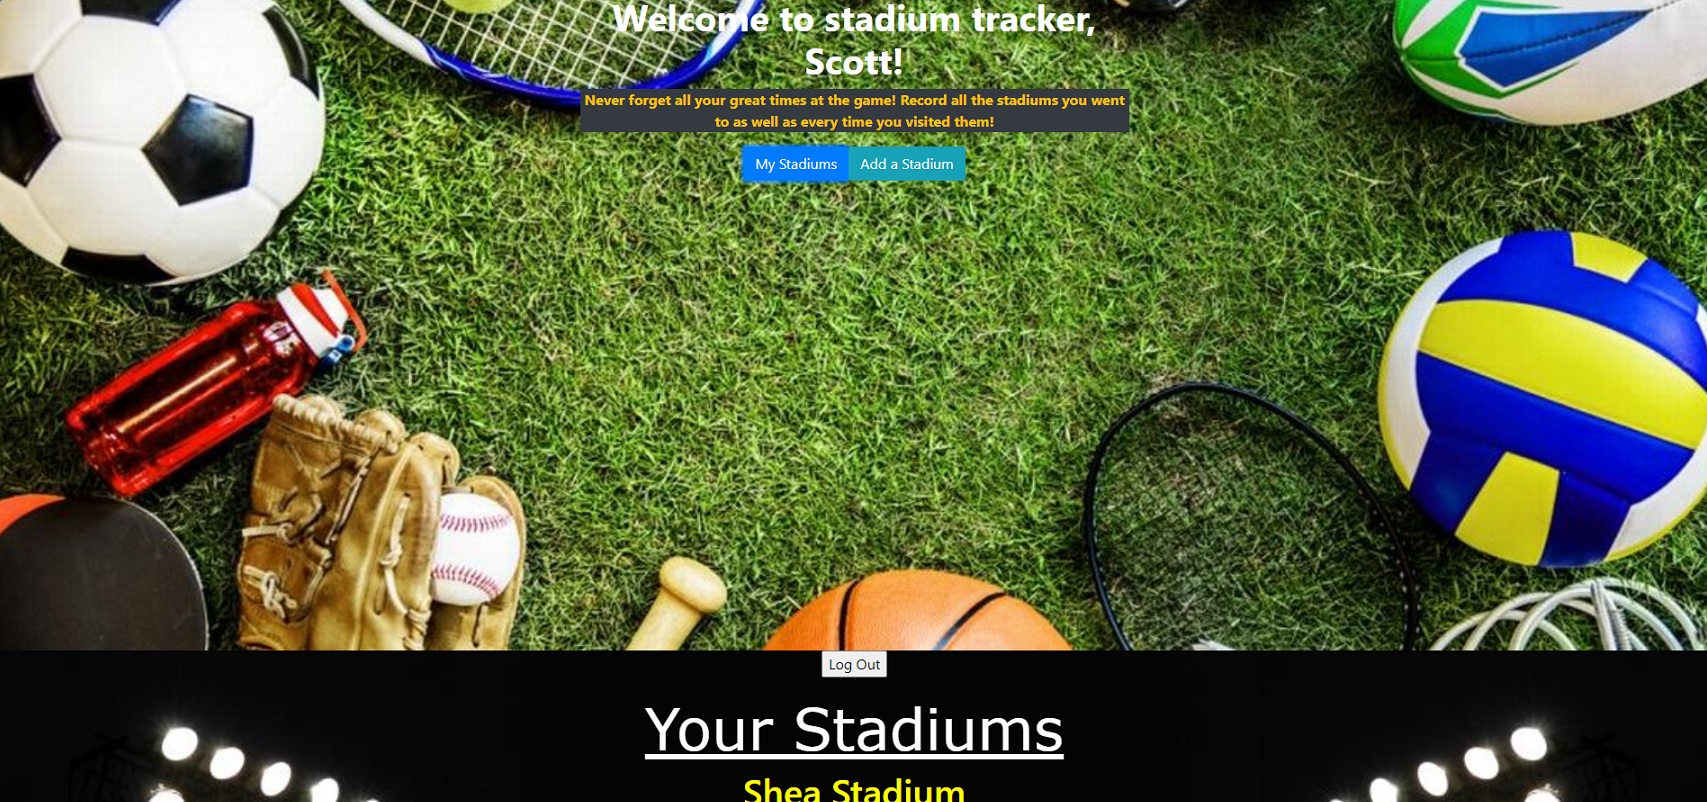 Welcome to stadium tracker,
Scott!
Never forget all your great times at the game! Record all the stadiums you went
to as well as every time you visited them!
My Stadiums Add a Stadium
Log Out
Your Stadiums
Shea Stadium